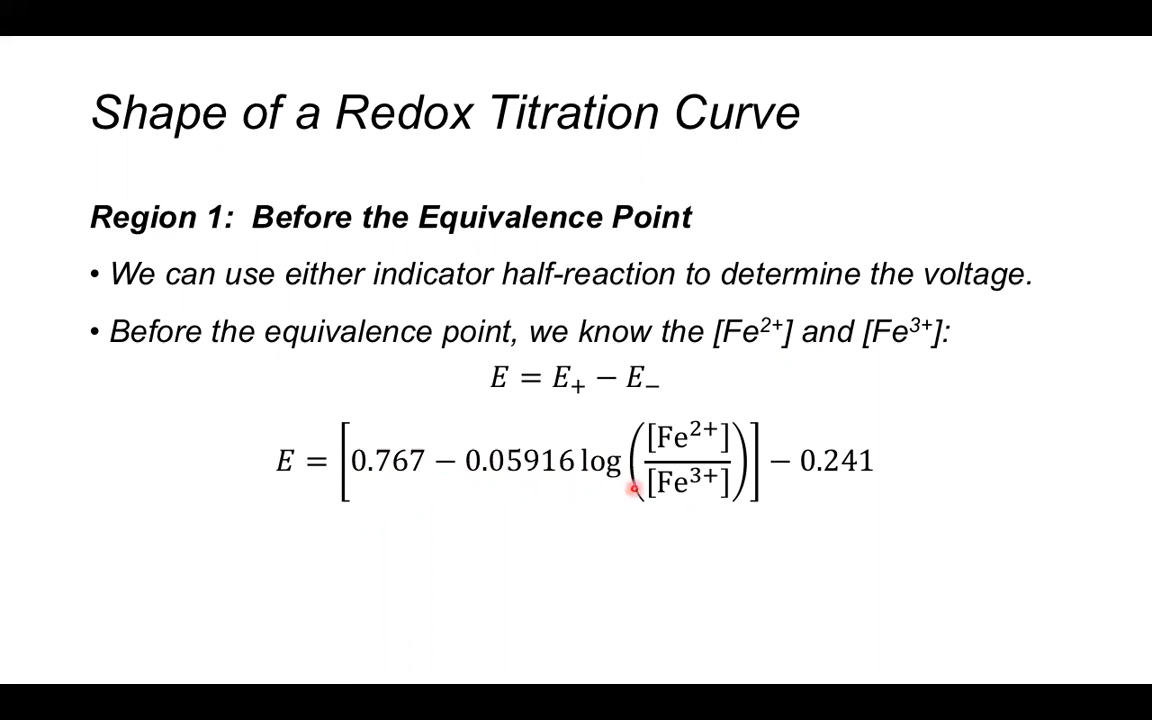 Shape of a Redox Titration Curve
Region 1: Before the Equivalence Point
• We can use either indicator half-reaction to determine the voltage.
• Before the equivalence point, we know the [Fe²⁺] and [Fe³⁺]:
E = E₊ − E₋
E = [0.767 − 0.05916 log([Fe²⁺]/[Fe³⁺])] − 0.241